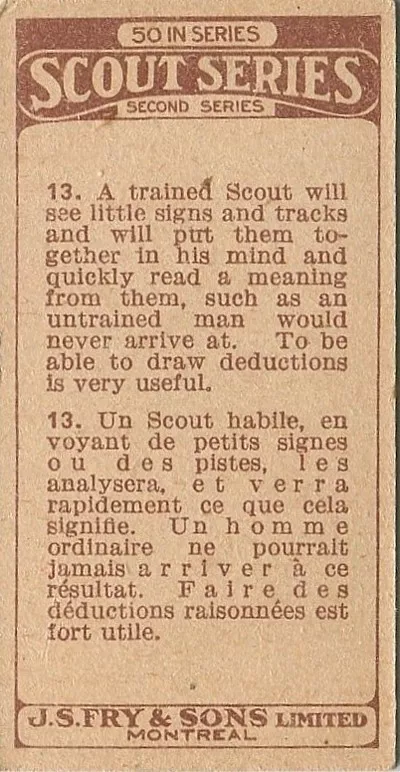 50 IN SERIES
SCOUT SERIES
SECOND SERIES
13. A trained Scout will
see little signs and tracks
and will put them to-
gether in his mind and
quickly read a meaning
from them, such as an
untrained man would
never arrive at. To be
able to draw deductions
is very useful.
13. Un Scout habile, en
voyant de petits signes
ou des pistes, les
analysera, et verra
rapidement ce que cela
signifie. Un homme
ordinaire ne pourrait
jamais arriver à ce
résultat. Faire des
déductions raisonnées est
fort utile.
J.S. FRY & SONS LIMITED
MONTREAL